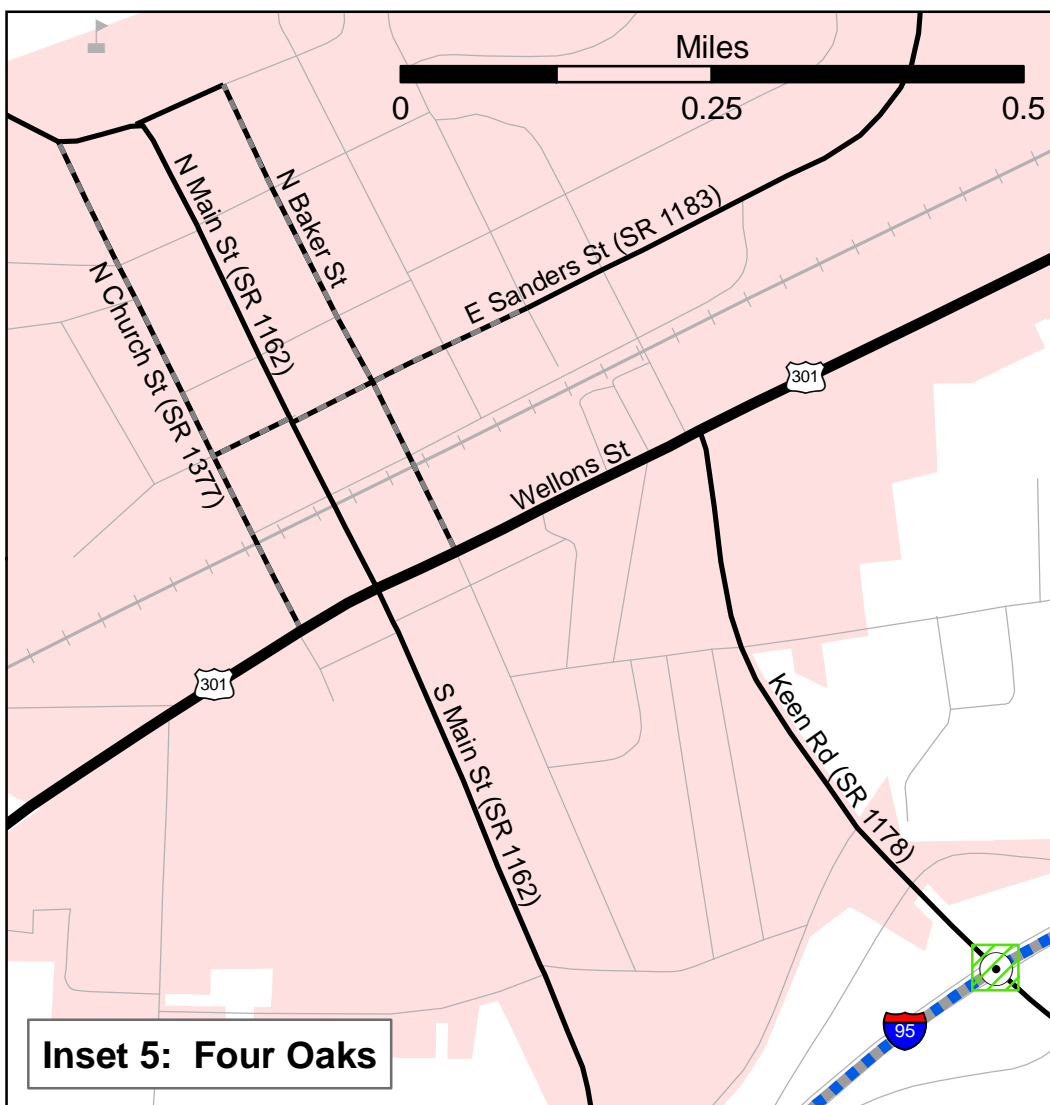 Miles
0 0.25 0.5
N Main St (SR 1162)
N Baker St
E Sanders St (SR 1183)
N Church St (SR 1377)
301
Wellons St
301
S Main St (SR 1162)
Keen Rd (SR 1178)
95
Inset 5: Four Oaks